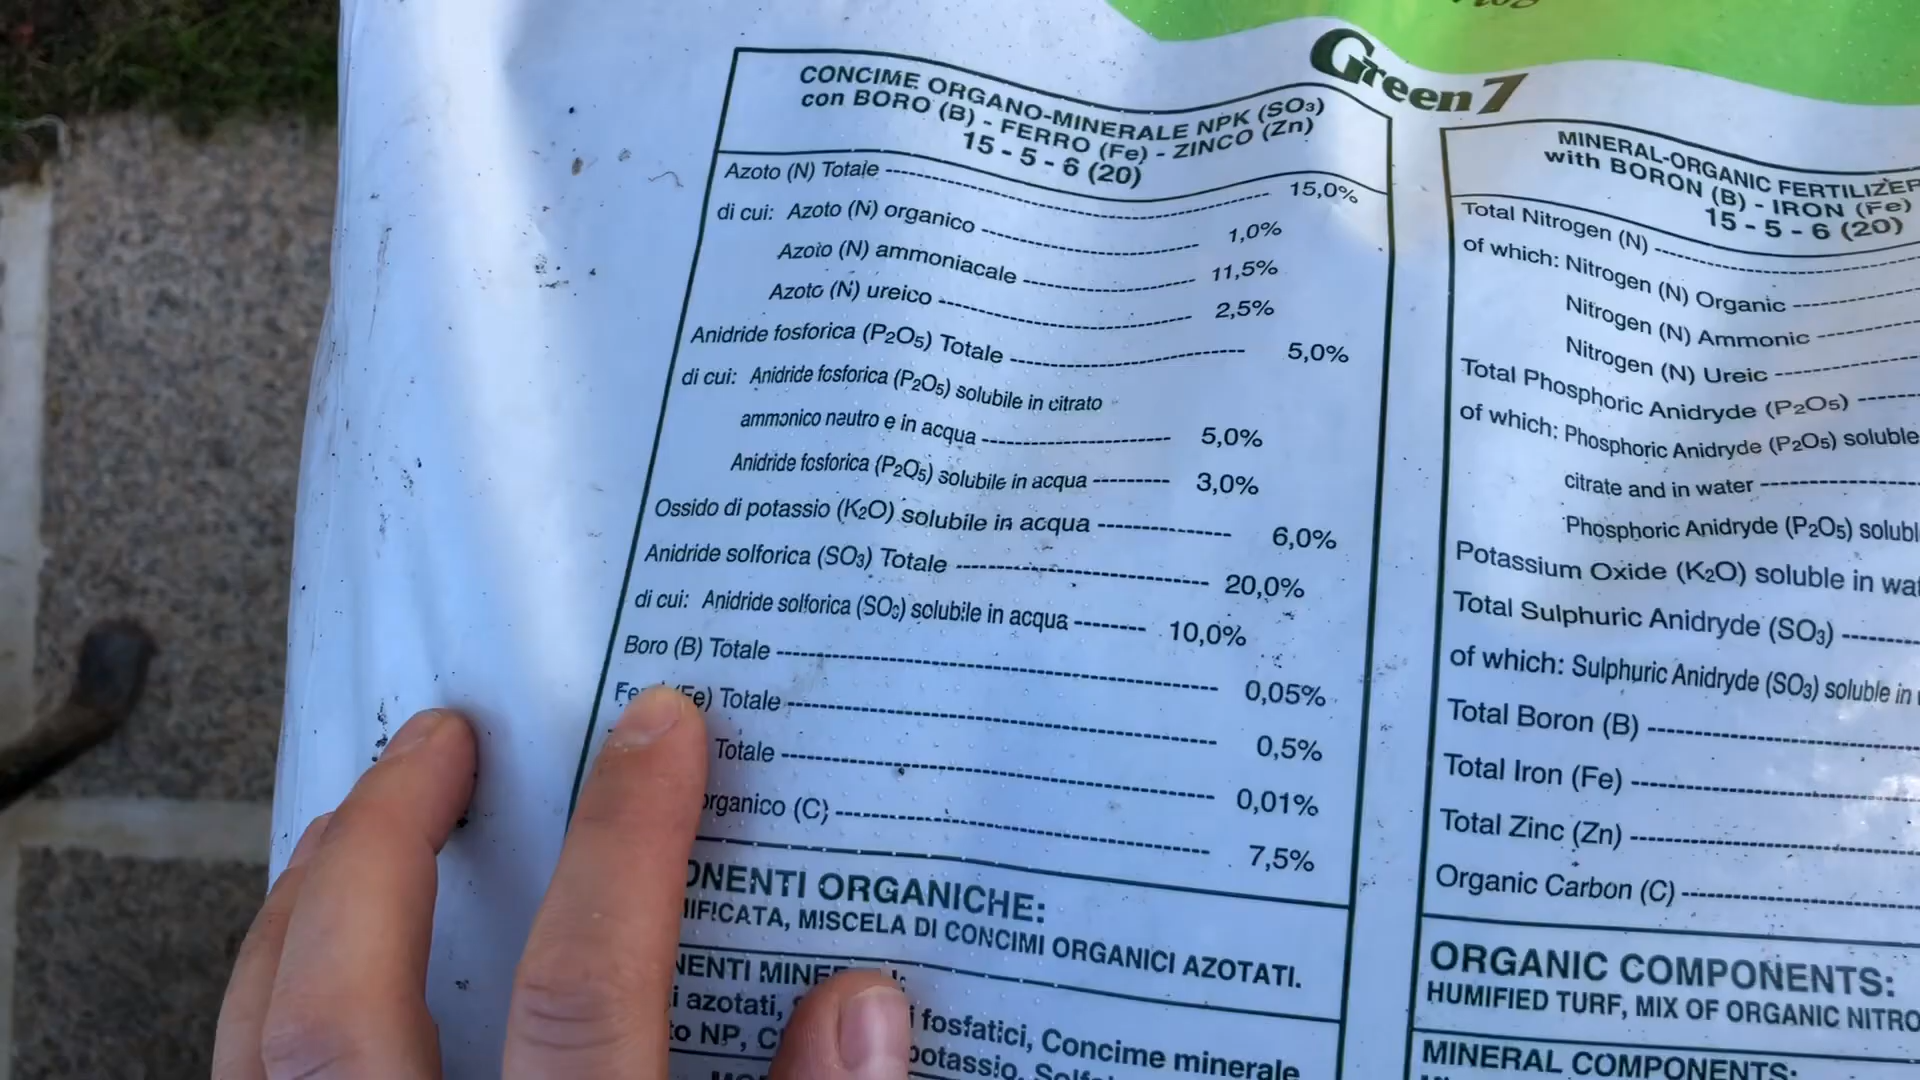 Green7
CONCIME ORGANO-MINERALE NPK (SO3)
con BORO (B) - FERRO (Fe) - ZINCO (Zn)
15 - 5 - 6 (20)
Azoto (N) Totale 15,0%
di cui: Azoto (N) organico 1,0%
Azoto (N) ammoniacale 11,5%
Azoto (N) ureico 2,5%
Anidride fosforica (P2O5) Totale 5,0%
di cui: Anidride fosforica (P2O5) solubile in citrato
ammonico neutro e in acqua 5,0%
Anidride fosforica (P2O5) solubile in acqua 3,0%
Ossido di potassio (K2O) solubile in acqua 6,0%
Anidride solforica (SO3) Totale 20,0%
di cui: Anidride solforica (SO3) solubile in acqua 10,0%
Boro (B) Totale 0,05%
(Fe) Totale 0,5%
Totale 0,01%
organico (C) 7,5%
ORGANICHE:
MISCELA DI CONCIMI ORGANICI AZOTATI.
azotati, fosfatici, Concime minerale
NP, potassio,
MINERAL-ORGANIC FERTILIZER
with BORON (B) - IRON (Fe)
15 - 5 - 6 (20)
Total Nitrogen (N)
of which: Nitrogen (N) Organic
Nitrogen (N) Ammonic
Nitrogen (N) Ureic
Total Phosphoric Anidryde (P2O5)
of which: Phosphoric Anidryde (P2O5) soluble
citrate and in water
Phosphoric Anidryde (P2O5)
Potassium Oxide (K2O) soluble in
Total Sulphuric Anidryde (SO3)
of which: Sulphuric Anidryde (SO3) soluble in
Total Boron (B)
Total Iron (Fe)
Total Zinc (Zn)
Organic Carbon (C)
ORGANIC COMPONENTS:
HUMIFIED TURF, MIX OF ORGANIC
MINERAL COMPONENTS: